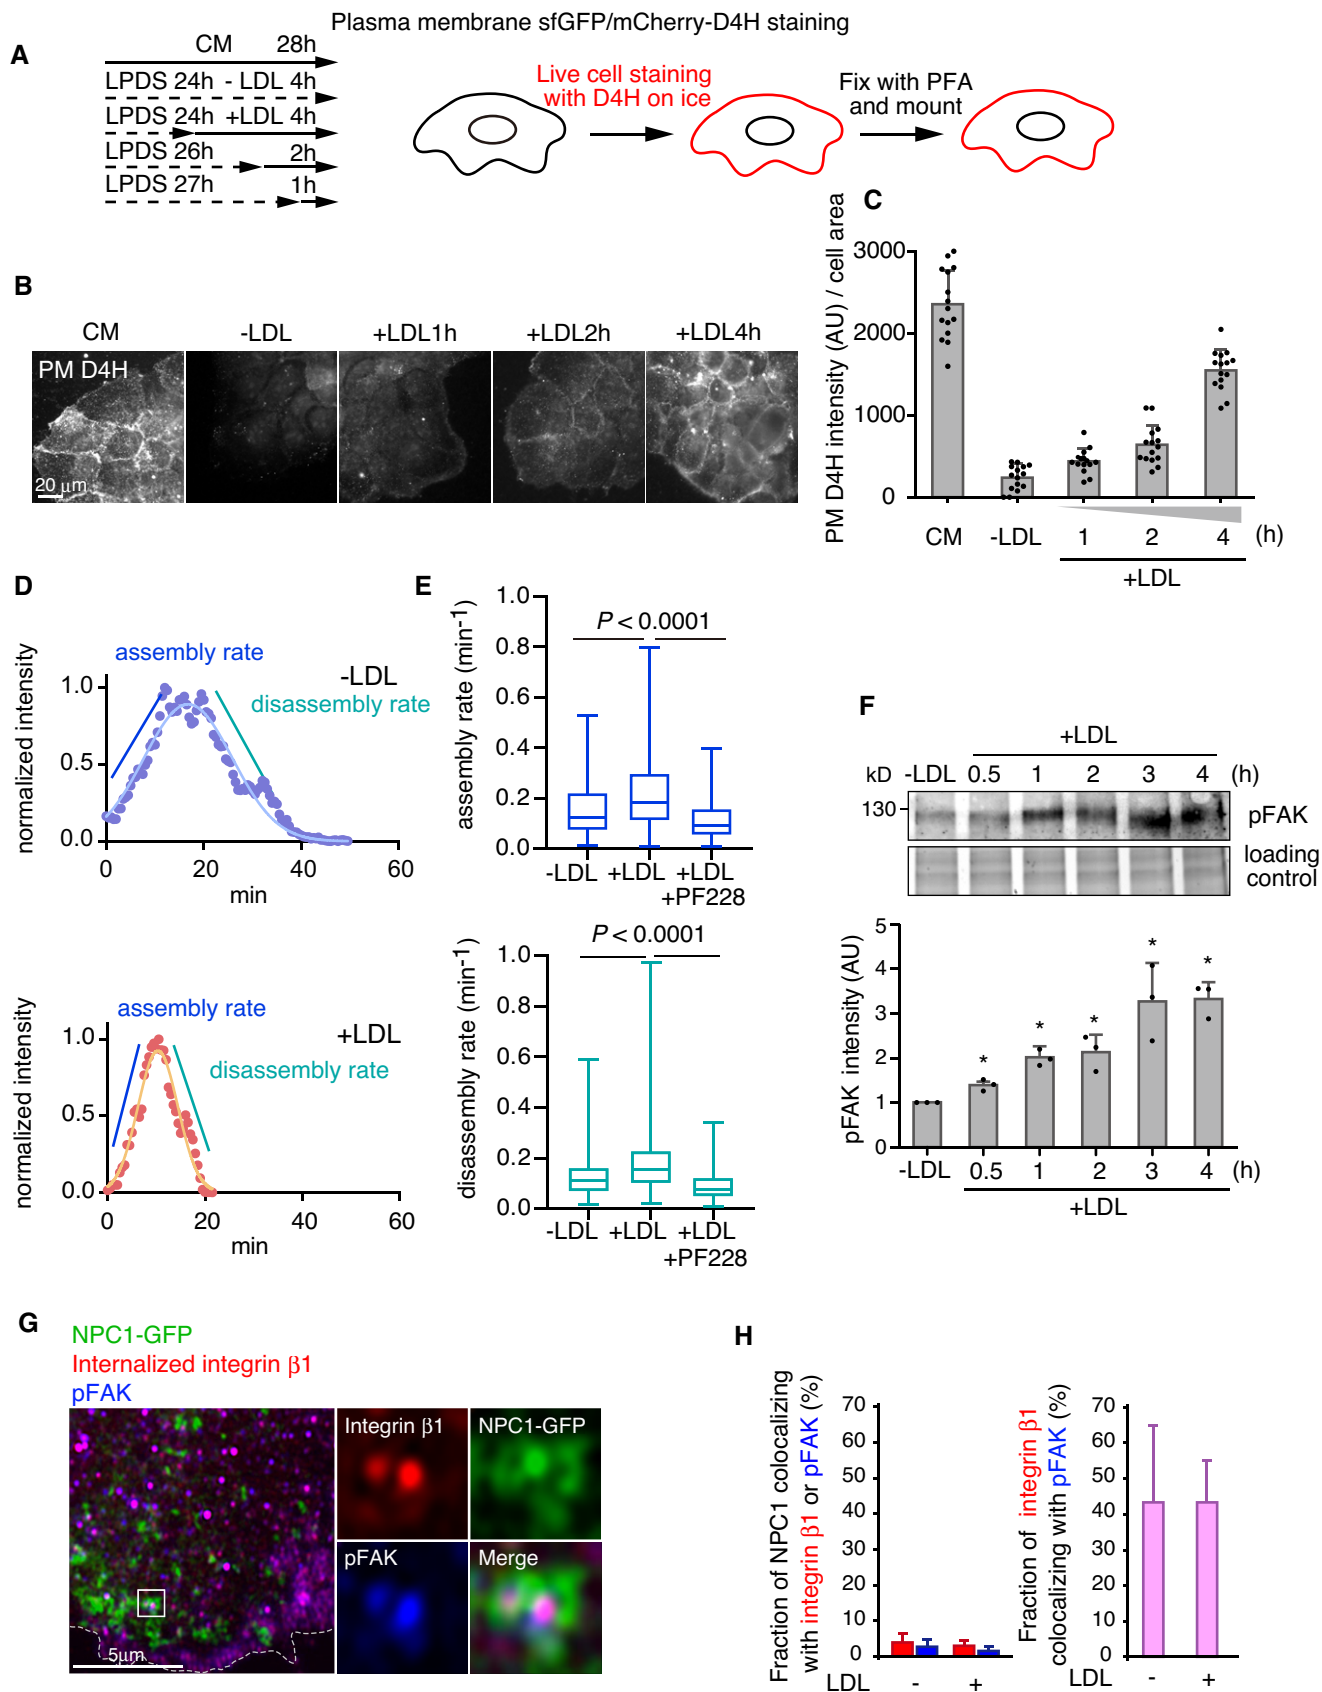 Plasma membrane sfGFP/mCherry-D4H staining
A
CM 28h
LPDS 24h - LDL 4h
LPDS 24h +LDL 4h
LPDS 26h 2h
LPDS 27h 1h
Live cell staining
with D4H on ice
Fix with PFA
and mount
B
CM -LDL +LDL1h +LDL2h +LDL4h
PM D4H
20 μm
C
PM D4H intensity (AU) / cell area
3000
2000
1000
0
CM -LDL 1 2 4 (h)
+LDL
D
normalized intensity
assembly rate
-LDL
disassembly rate
1.0
0.5
0.0
0 20 40 60
min
normalized intensity
assembly rate
+LDL
disassembly rate
1.0
0.5
0.0
0 20 40 60
min
E
assembly rate (min-1)
1.0
0.8
0.6
0.4
0.2
0.0
P < 0.0001
-LDL +LDL +LDL
+PF228
disassembly rate (min-1)
1.0
0.8
0.6
0.4
0.2
0.0
P < 0.0001
-LDL +LDL +LDL
+PF228
F
+LDL
kD -LDL 0.5 1 2 3 4 (h)
130
pFAK
loading
control
pFAK intensity (AU)
5
4
3
2
1
0
* * * * *
-LDL 0.5 1 2 3 4 (h)
+LDL
G
NPC1-GFP
Internalized integrin β1
pFAK
5μm
Integrin β1
NPC1-GFP
pFAK
Merge
H
Fraction of NPC1 colocalizing
with integrin β1 or pFAK (%)
70
60
50
40
30
20
10
0
LDL - +
Fraction of integrin β1
colocalizing with pFAK (%)
70
60
50
40
30
20
10
0
LDL - +